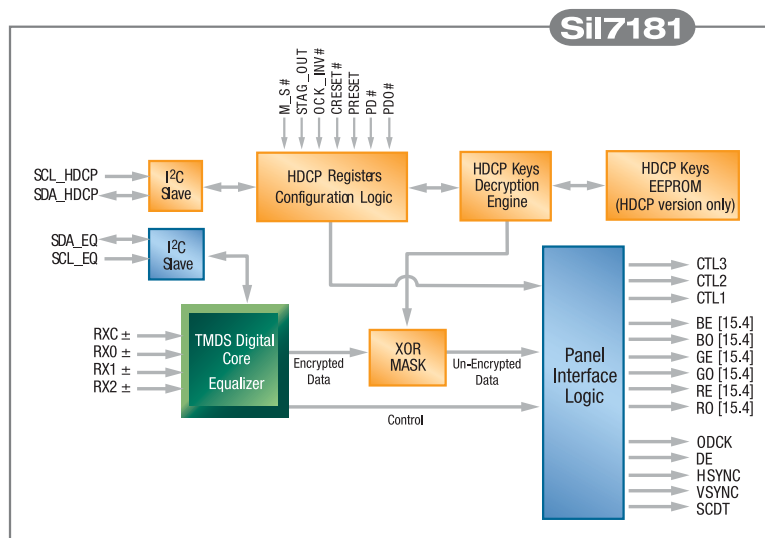 SiI7181
M_S#
STAG_OUT
OCK_INV#
CRESET#
PRESET
PD#
PDO#
SCL_HDCP
SDA_HDCP
I²C
Slave
HDCP Registers
Configuration Logic
HDCP Keys
Decryption
Engine
HDCP Keys
EEPROM
(HDCP version only)
SDA_EQ
SCL_EQ
I²C
Slave
RXC ±
RX0 ±
RX1 ±
RX2 ±
TMDS Digital
Core
Equalizer
Encrypted
Data
XOR
MASK
Un-Encrypted
Data
Control
Panel
Interface
Logic
CTL3
CTL2
CTL1
BE [15.4]
BO [15.4]
GE [15.4]
GO [15.4]
RE [15.4]
RO [15.4]
ODCK
DE
HSYNC
VSYNC
SCDT